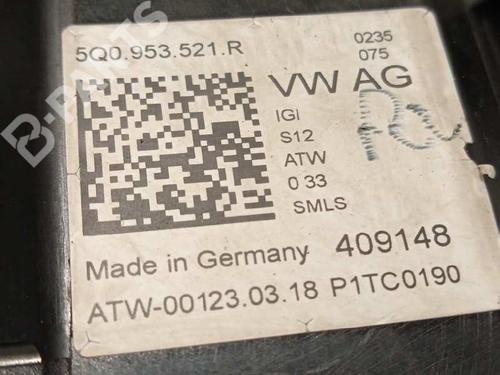 5Q0.953.521.R
0235
075
VW AG
IGI
S12
ATW
0 33
SMLS
Made in Germany 409148
ATW-00123.03.18 P1TC0190
B-PARTS